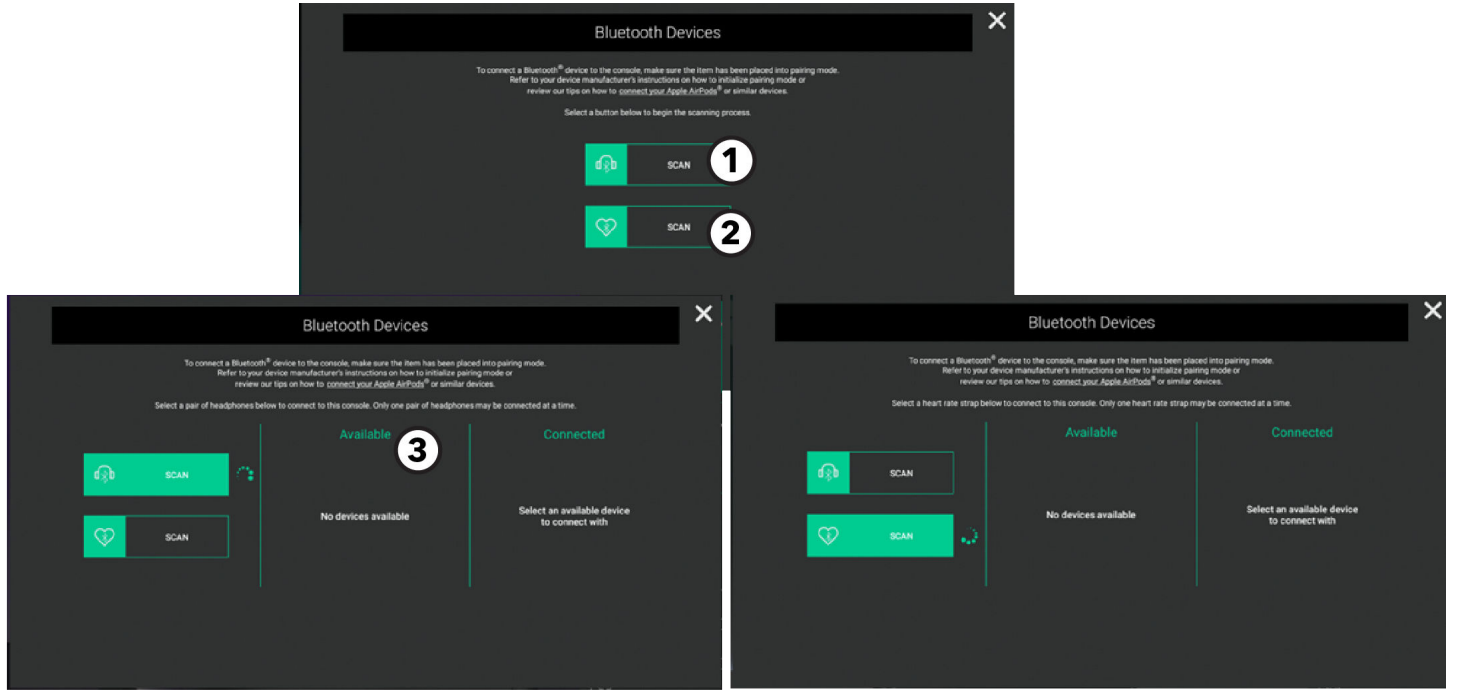 Bluetooth Devices
To connect a Bluetooth® device to the console, make sure the item has been placed into pairing mode.
Refer to your device manufacturer's instructions on how to initialize pairing mode or
review our tips on how to connect your Apple AirPods® or similar devices.
Select a button below to begin the scanning process.
SCAN
1
SCAN
2
Bluetooth Devices
To connect a Bluetooth® device to the console, make sure the item has been placed into pairing mode.
Refer to your device manufacturer's instructions on how to initialize pairing mode or
review our tips on how to connect your Apple AirPods® or similar devices.
Select a pair of headphones below to connect to this console. Only one pair of headphones may be connected at a time.
Available
3
Connected
SCAN
SCAN
No devices available
Select an available device
to connect with
Bluetooth Devices
To connect a Bluetooth® device to the console, make sure the item has been placed into pairing mode.
Refer to your device manufacturer's instructions on how to initialize pairing mode or
review our tips on how to connect your Apple AirPods® or similar devices.
Select a heart rate strap below to connect to this console. Only one heart rate strap may be connected at a time.
Available
Connected
SCAN
SCAN
No devices available
Select an available device
to connect with